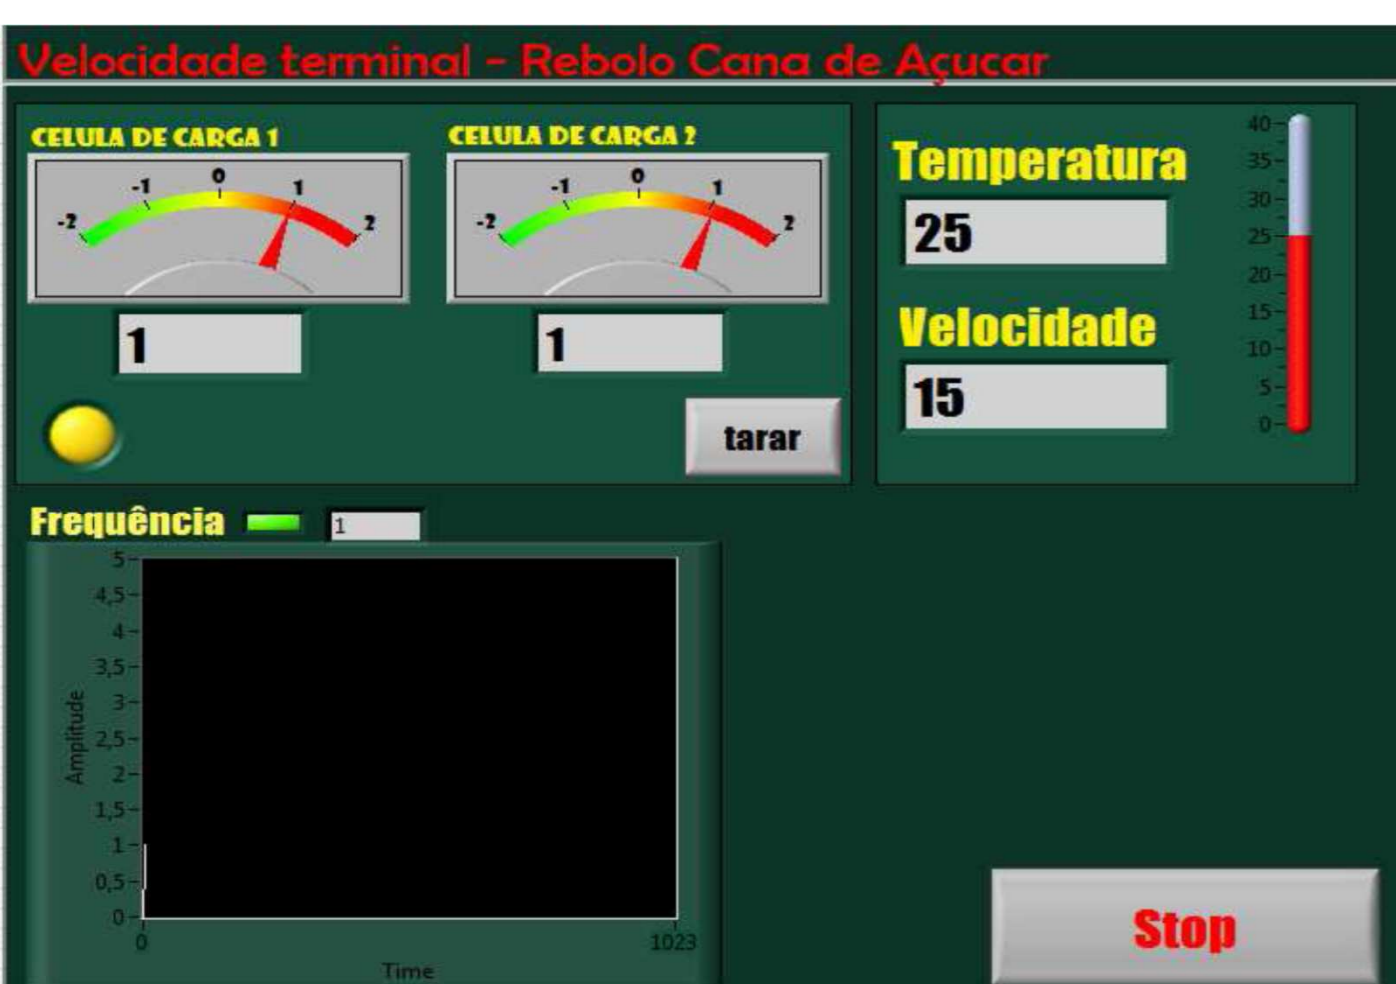 Velocidade terminal - Rebolo Cana de Açucar
CELULA DE CARGA 1
-2 -1 0 1 2
1
CELULA DE CARGA 2
-2 -1 0 1 2
1
tarar
Temperatura
25
Velocidade
15
40
35
30
25
20
15
10
5
0
Frequência
1
Amplitude
5
4,5
4
3,5
3
2,5
2
1,5
1
0,5
0
0 1023
Time
Stop